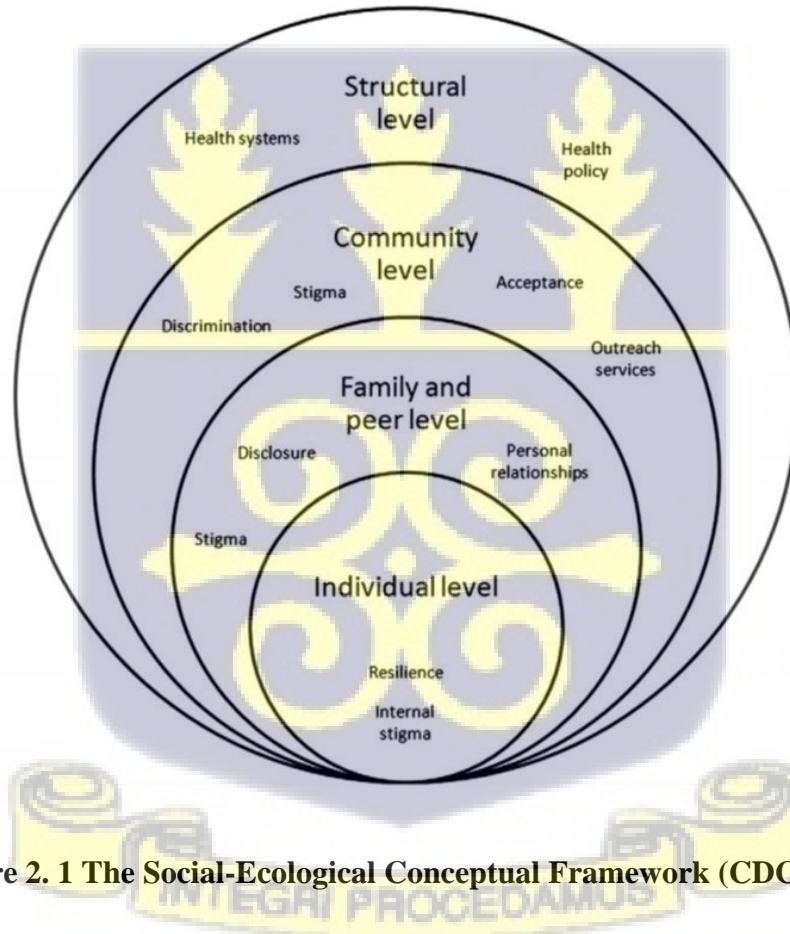 Structural
level
Health systems
Health
policy
Community
level
Stigma
Acceptance
Discrimination
Outreach
services
Family and
peer level
Disclosure
Personal
relationships
Stigma
Individual level
Resilience
Internal
stigma
re 2. 1 The Social-Ecological Conceptual Framework (CDC
INTEGRI PROCEDAMUS